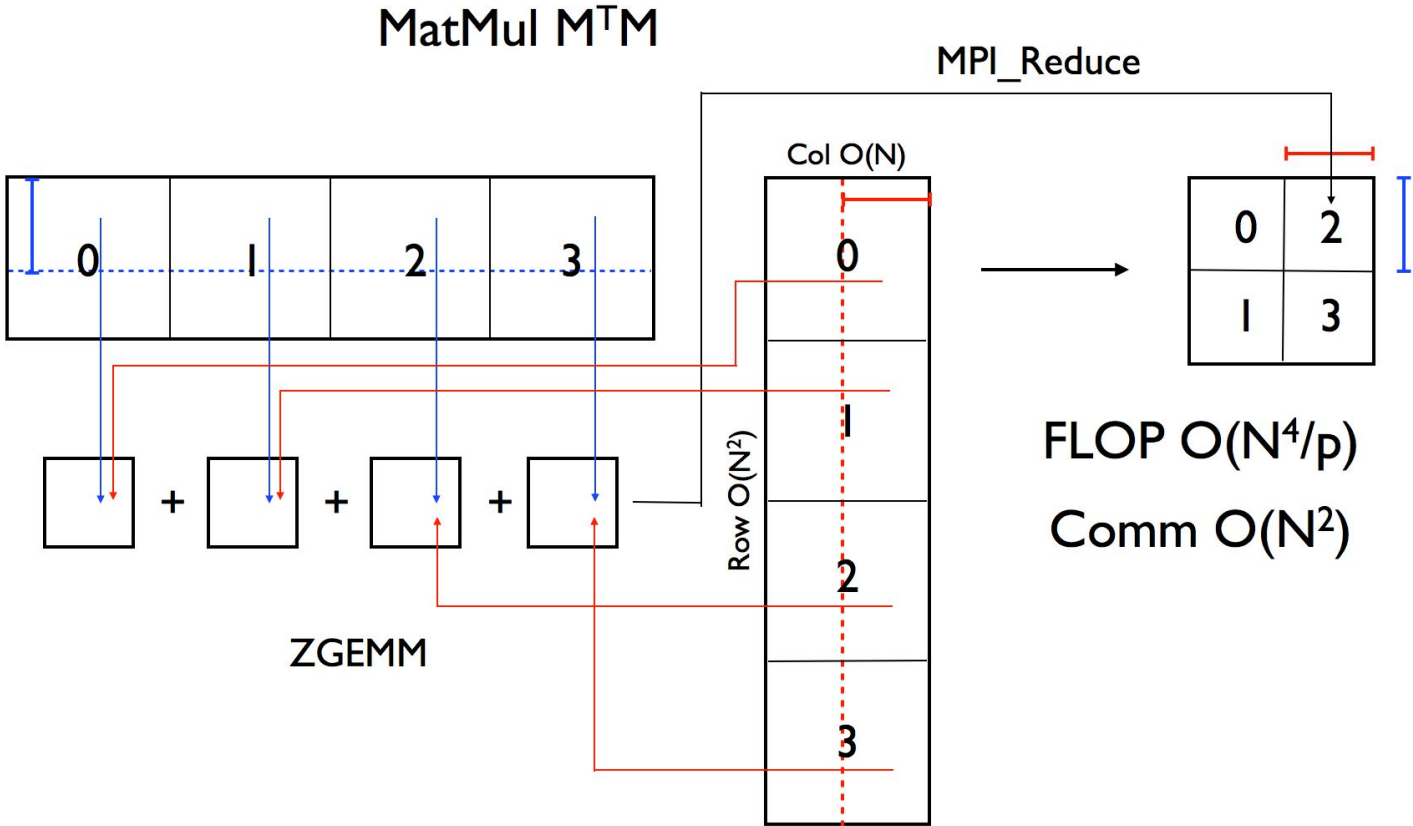 MatMul MᵀM
MPI_Reduce
Col O(N)
0 1 2 3
0
1
2
3
Row O(N²)
0 2
1 3
+ + +
ZGEMM
FLOP O(N⁴/p)
Comm O(N²)